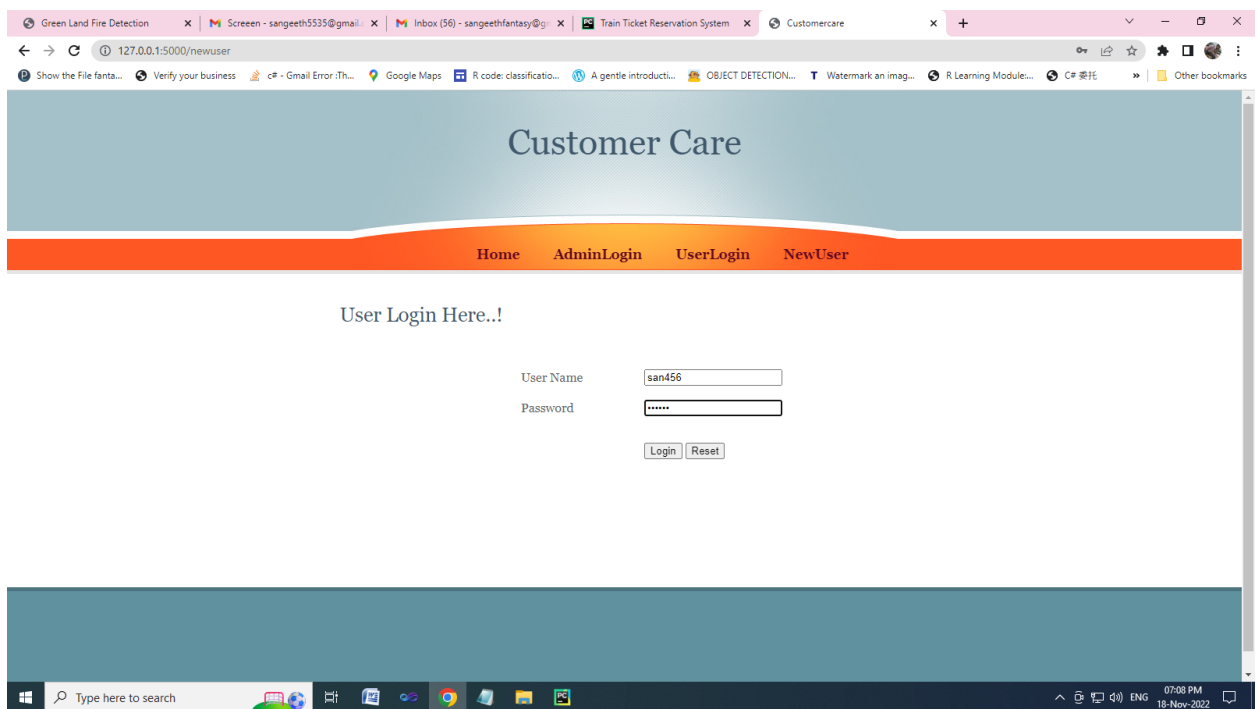 Green Land Fire Detection
Screeen - sangeeth5535@gmail.c
Inbox (56) - sangeethfantasy@g
Train Ticket Reservation System
Customercare
127.0.0.1:5000/newuser
Show the File fanta...
Verify your business
c# - Gmail Error :Th...
Google Maps
R code: classificatio...
A gentle introducti...
OBJECT DETECTION...
Watermark an imag...
R Learning Module:...
C# 委托
»
Other bookmarks
Customer Care
Home AdminLogin UserLogin NewUser
User Login Here..!
User Name san456
Password ••••••
Login Reset
Type here to search
ENG
07:08 PM
18-Nov-2022